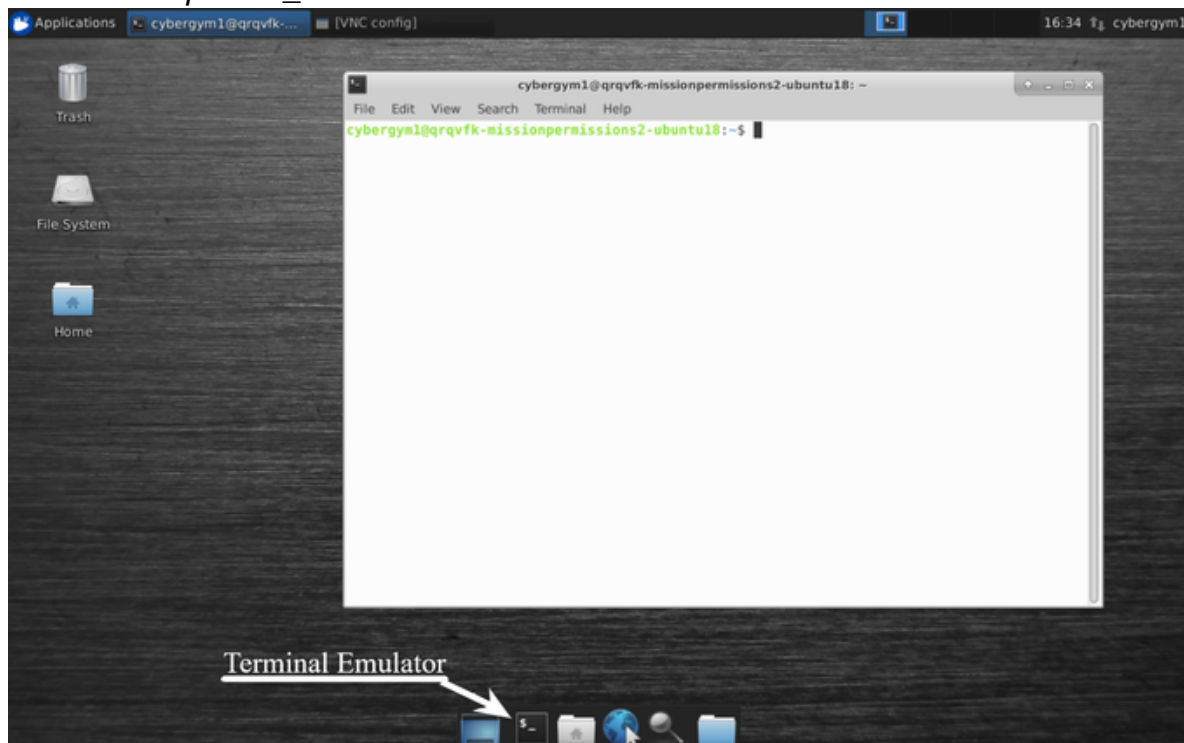 Applications cybergym1@qrqvfk-... [VNC config] 16:34 cybergym1
Trash
cybergym1@qrqvfk-missionpermissions2-ubuntu18: ~
File Edit View Search Terminal Help
cybergym1@qrqvfk-missionpermissions2-ubuntu18:~$
File System
Home
Terminal Emulator
$_